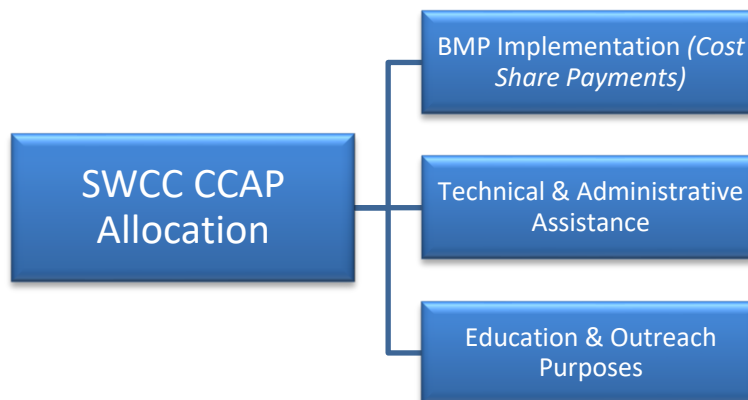 SWCC CCAP
Allocation
BMP Implementation (Cost
Share Payments)
Technical & Administrative
Assistance
Education & Outreach
Purposes